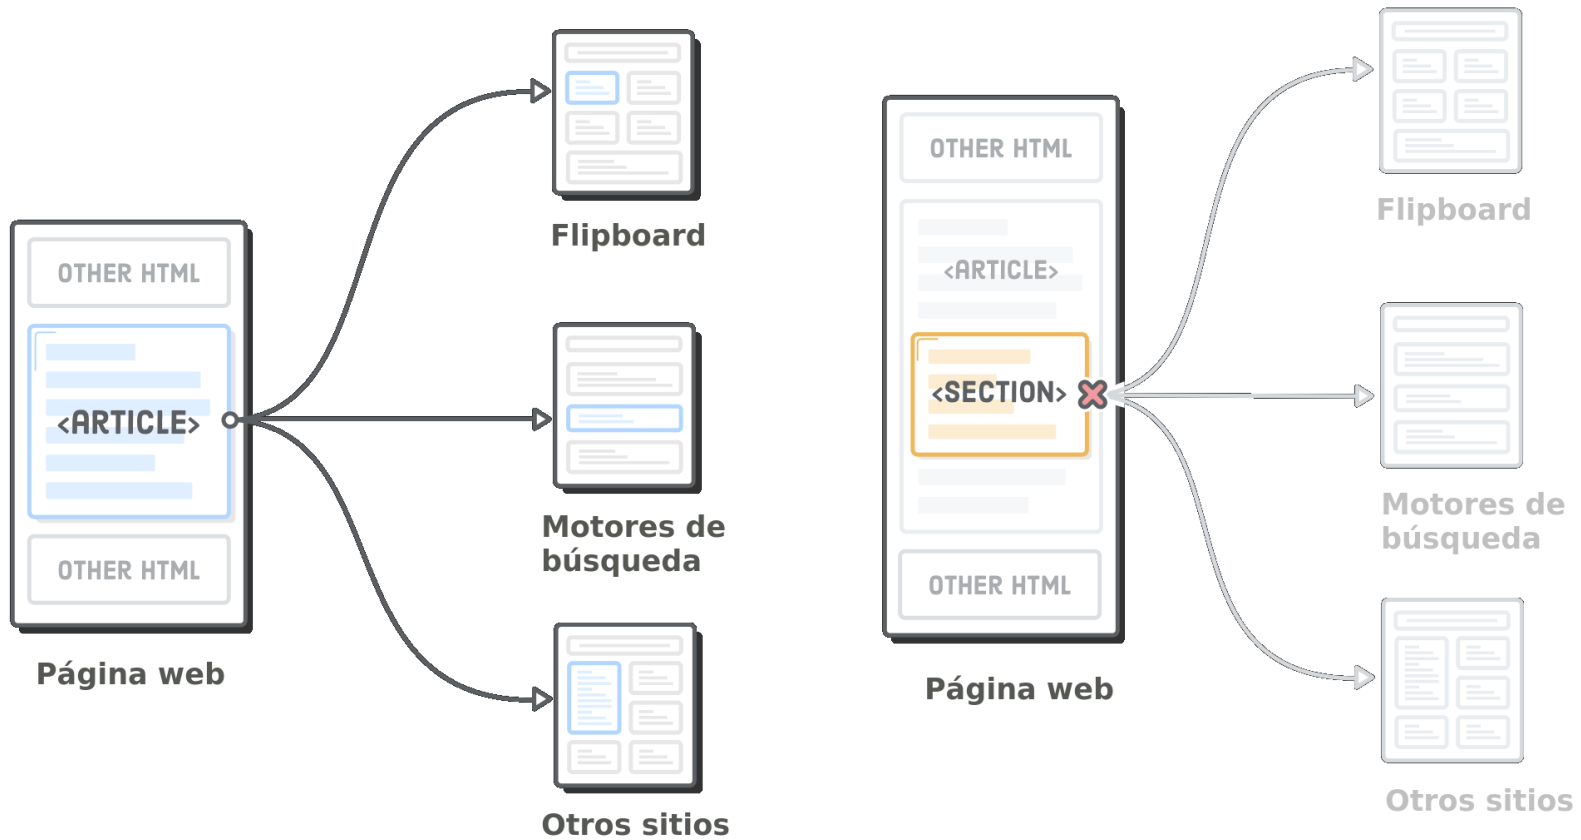 OTHER HTML
<ARTICLE>
OTHER HTML
Página web
Flipboard
Motores de
búsqueda
Otros sitios
OTHER HTML
<ARTICLE>
<SECTION>
OTHER HTML
Página web
Flipboard
Motores de
búsqueda
Otros sitios